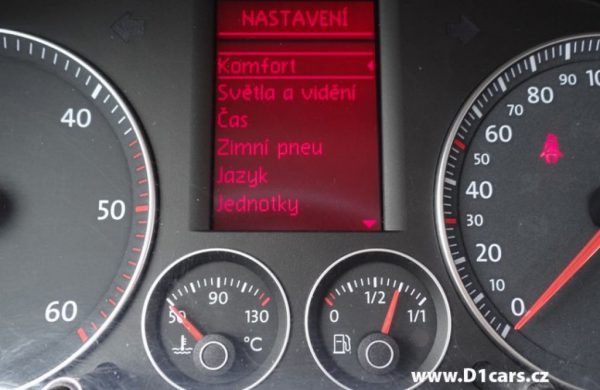 NASTAVENÍ
Komfort
Světla a vidění
Čas
Zimní pneu
Jazyk
Jednotky
40
50
60
50
90
130
°C
0
1/2
1/1
0
20
30
40
50
60
80
90
10
www.D1cars.cz